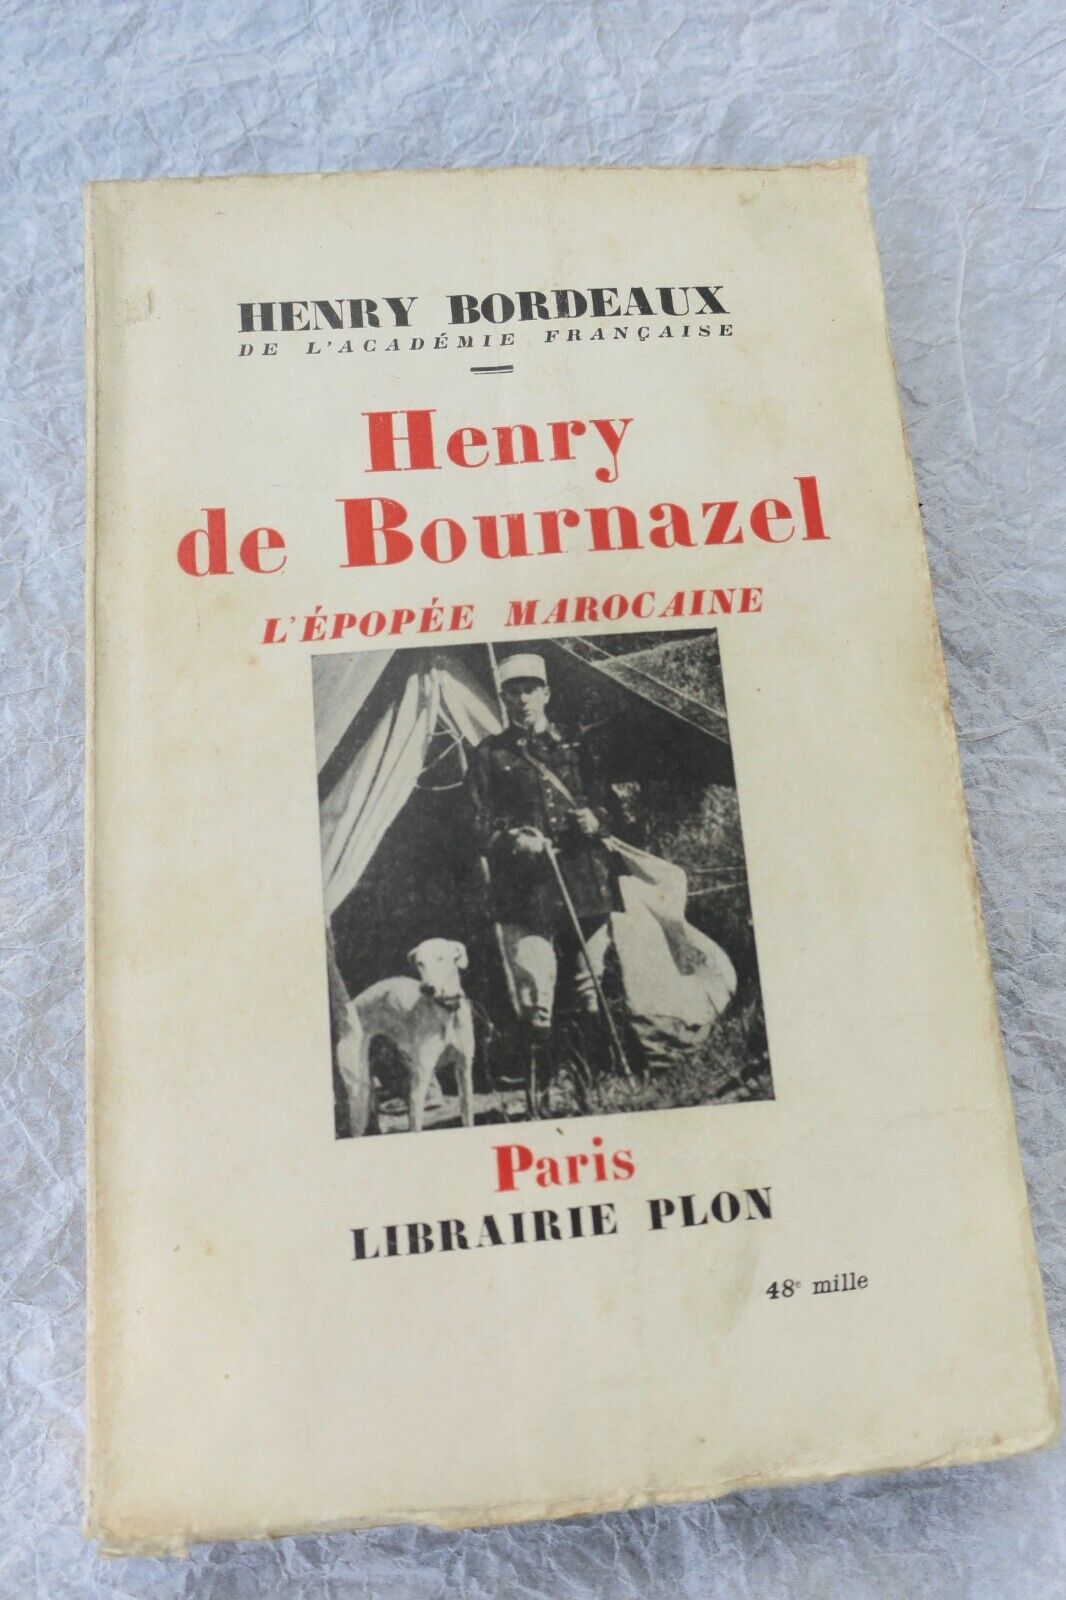 HENRY BORDEAUX
DE L'ACADÉMIE FRANÇAISE
Henry
de Bournazel
L'ÉPOPÉE MAROCAINE
Paris
LIBRAIRIE PLON
48e mille